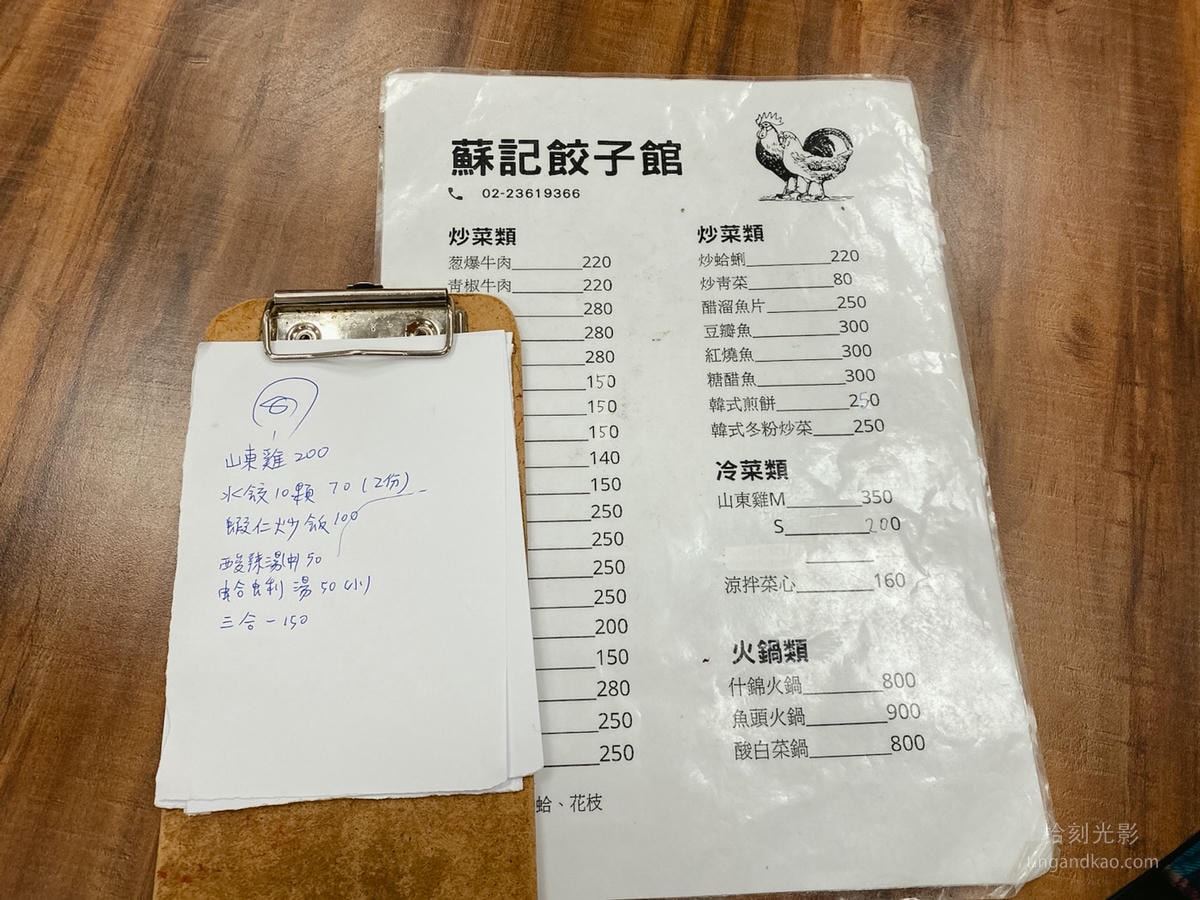 蘇記餃子館
02-23619366
炒菜類
葱爆牛肉 220
青椒牛肉 220
280
280
280
150
150
150
140
150
250
250
250
250
200
150
280
250
250
蛤、花枝
炒菜類
炒蛤蜊 220
炒青菜 80
醋溜魚片 250
豆瓣魚 300
紅燒魚 300
糖醋魚 300
韓式煎餅 250
韓式冬粉炒菜 250
冷菜類
山東雞M 350
S 200
涼拌菜心 160
火鍋類
什錦火鍋 800
魚頭火鍋 900
酸白菜鍋 800
山東雞 200
水餃10顆 70 (2份)
蝦仁炒飯 100
酸辣湯 50
蛤蜊湯 50 (小)
三合一 150
拾刻光影
lingandkao.com